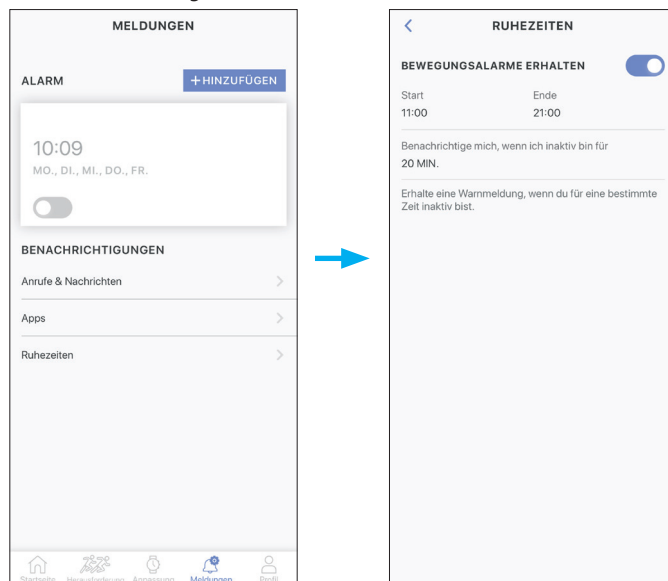 MELDUNGEN
ALARM
+HINZUFÜGEN
10:09
MO., DI., MI., DO., FR.
BENACHRICHTIGUNGEN
Anrufe & Nachrichten
Apps
Ruhezeiten
Startseite Herausforderung Anpassung Meldungen Profil
RUHEZEITEN
BEWEGUNGSALARME ERHALTEN
Start Ende
11:00 21:00
Benachrichtige mich, wenn ich inaktiv bin für
20 MIN.
Erhalte eine Warnmeldung, wenn du für eine bestimmte
Zeit inaktiv bist.